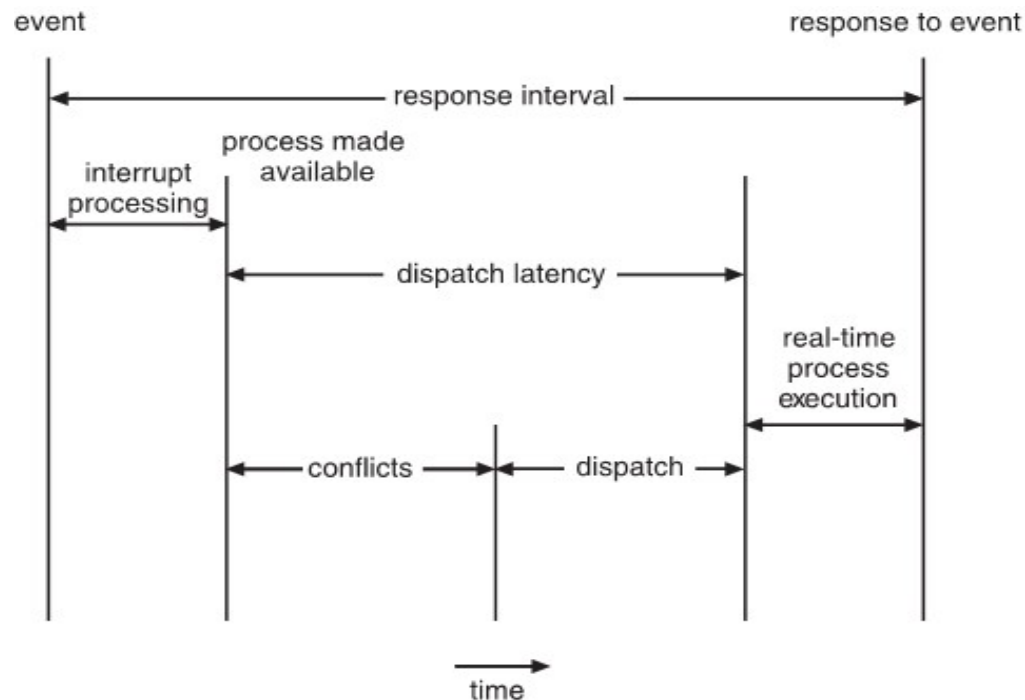 event
response to event
response interval
process made
available
interrupt
processing
dispatch latency
real-time
process
execution
conflicts
dispatch
time